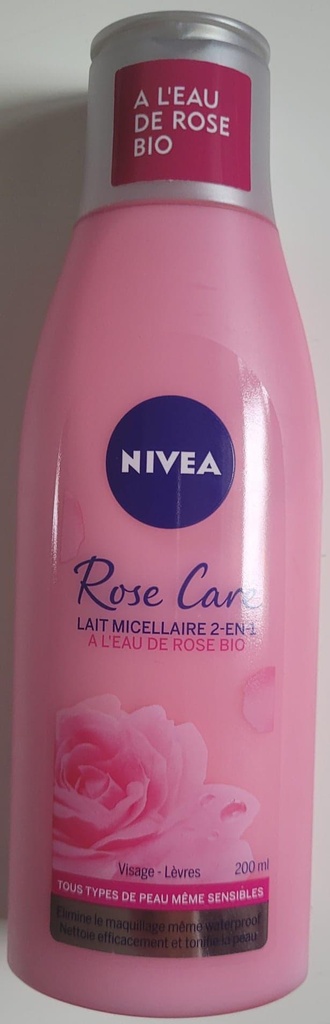 A L'EAU
DE ROSE
BIO
NIVEA
Rose Care
LAIT MICELLAIRE 2-EN-1
À L'EAU DE ROSE BIO
Visage - Lèvres 200 ml
TOUS TYPES DE PEAU MÊME SENSIBLES
Élimine le maquillage même waterproof
Nettoie efficacement et tonifie la peau